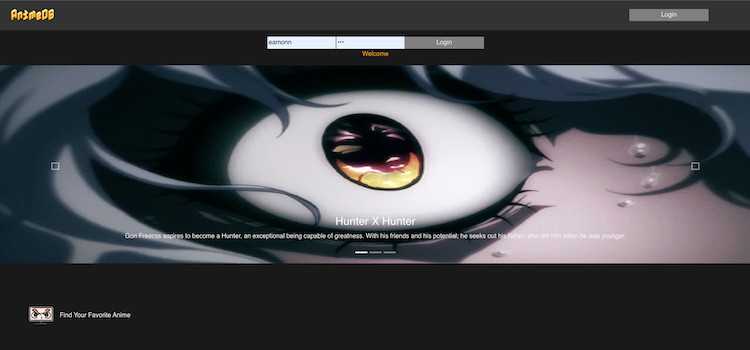 AnimeDB
Login
eamonn ••• Login
Welcome
Hunter X Hunter
Gon Freecss aspires to become a Hunter, an exceptional being capable of greatness. With his friends and his potential, he seeks out his father, who left him when he was younger.
Find Your Favorite Anime